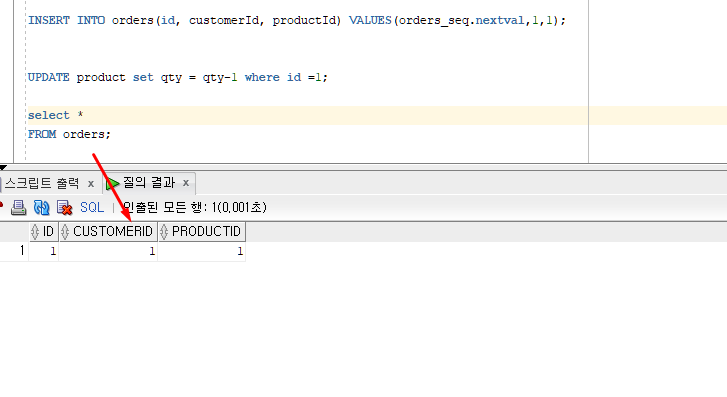 INSERT INTO orders(id, customerId, productId) VALUES(orders_seq.nextval,1,1);
UPDATE product set qty = qty-1 where id =1;
select *
FROM orders;
스크립트 출력 x 질의 결과 x
SQL | 인출된 모든 행: 1(0,001초)
ID CUSTOMERID PRODUCTID
1 1 1 1